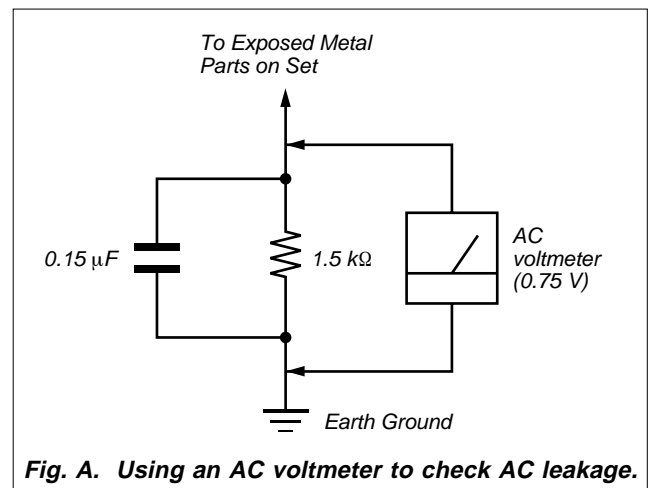 To Exposed Metal
Parts on Set
0.15 μF
1.5 kΩ
AC
voltmeter
(0.75 V)
Earth Ground
Fig. A. Using an AC voltmeter to check AC leakage.